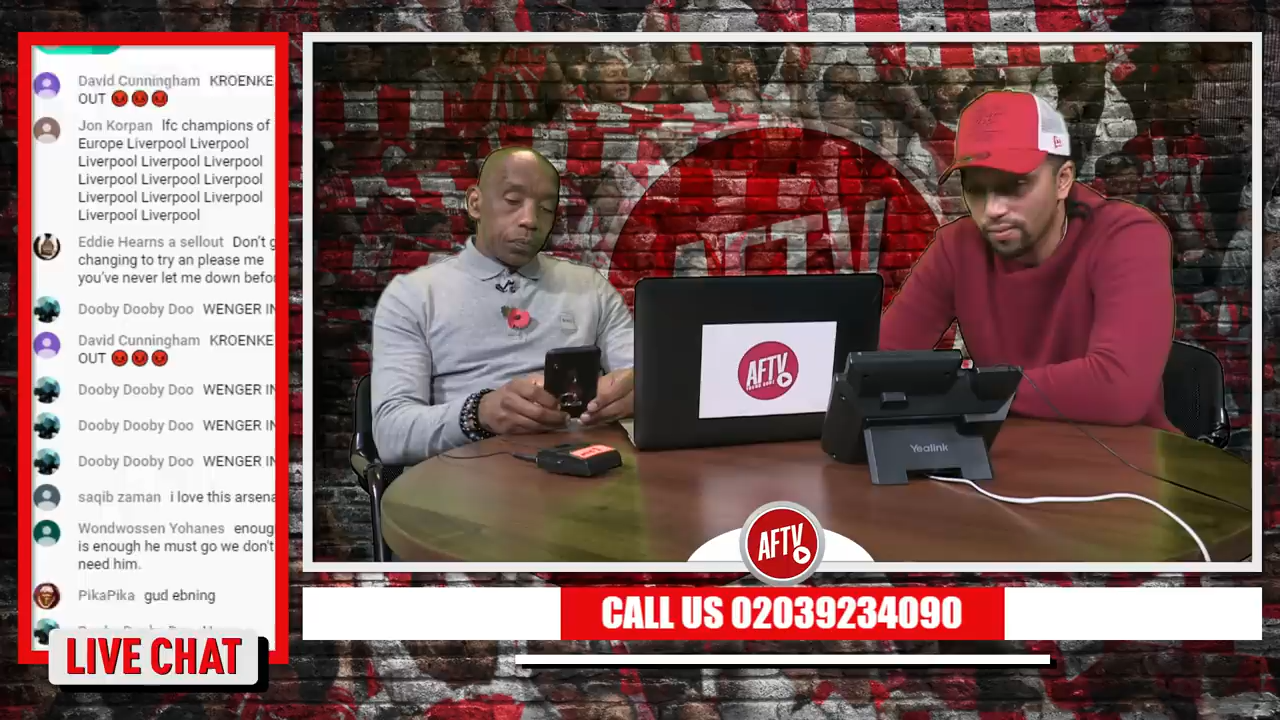 David Cunningham KROENKE
OUT
Jon Korpan lfc champions of
Europe Liverpool Liverpool
Liverpool Liverpool Liverpool
Liverpool Liverpool Liverpool
Liverpool Liverpool Liverpool
Liverpool Liverpool
Eddie Hearns a sellout Don't g
changing to try an please me
you've never let me down befo
Dooby Dooby Doo WENGER IN
David Cunningham KROENKE
OUT
Dooby Dooby Doo WENGER IN
Dooby Dooby Doo WENGER IN
Dooby Dooby Doo WENGER IN
saqib zaman i love this arsena
Wondwossen Yohanes enoug
is enough he must go we don't
need him.
PikaPika gud ebning
LIVE CHAT
AFTV
AFTV
Yealink
AFTV
CALL US 02039234090